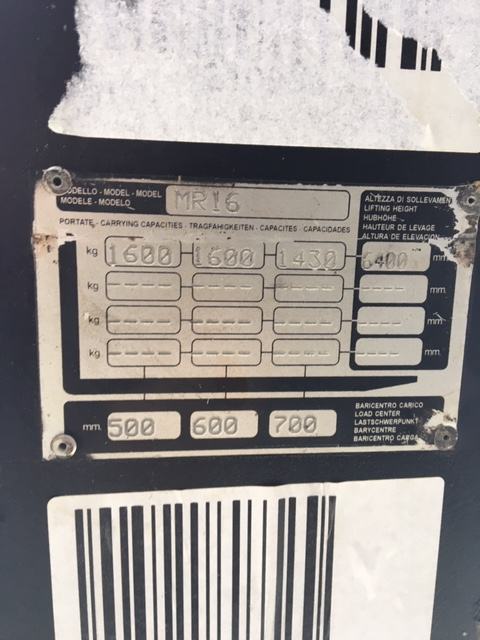 MODELLO - MODEL - MODEL
MODELE - MODELO
MR16
ALTEZZA DI SOLLEVAMEN
LIFTING HEIGHT
HUBHÖHE
HAUTEUR DE LEVAGE
ALTURA DE ELEVACION
PORTATE - CARRYING CAPACITIES - TRAGFAHIGKEITEN - CAPACITES - CAPACIDADES
kg 1600 1600 1430 6400 mm
kg ---- ---- ---- ---- mm.
kg ---- ---- ---- ---- mm.
kg ---- ---- ---- ---- mm.
mm. 500 600 700
BARICENTRO CARICO
LOAD CENTER
LASTSCHWERPUNKT
BARYCENTRE
BARICENTRO CARGA